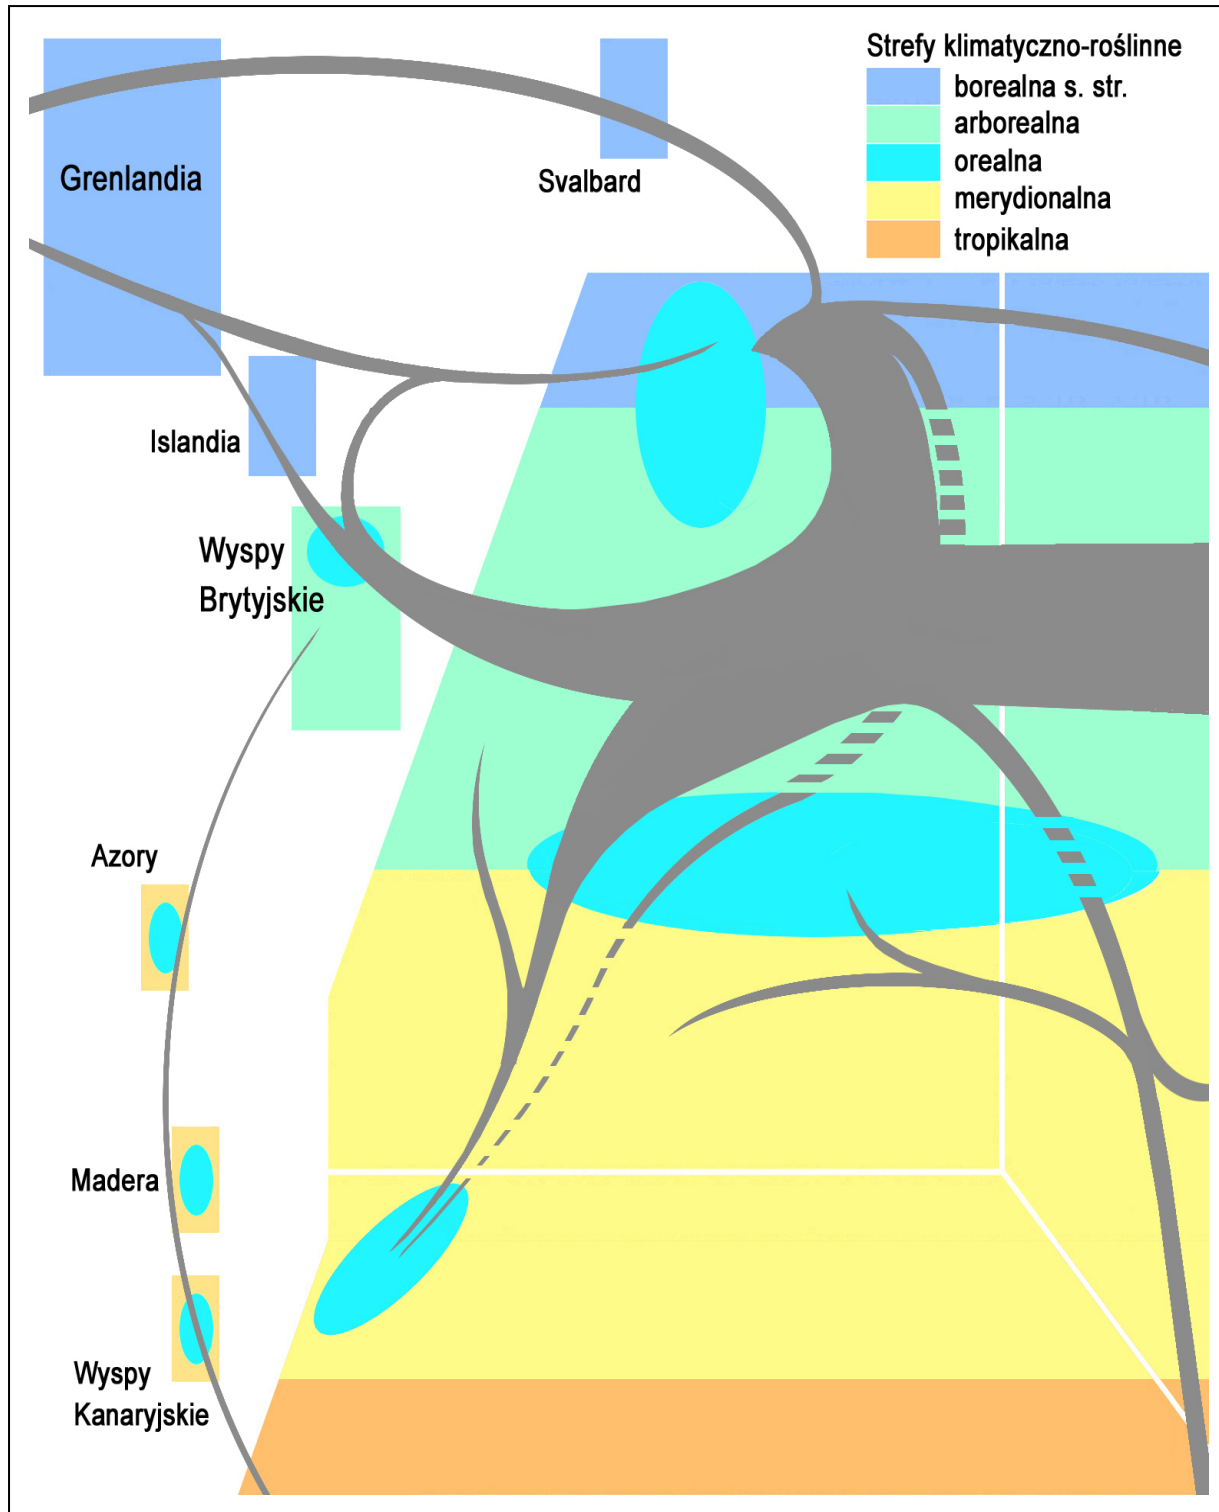 Strefy klimatyczno-roślinne
borealna s. str.
arborealna
orealna
merydionalna
tropikalna
Grenlandia
Svalbard
Islandia
Wyspy
Brytyjskie
Azory
Madera
Wyspy
Kanaryjskie